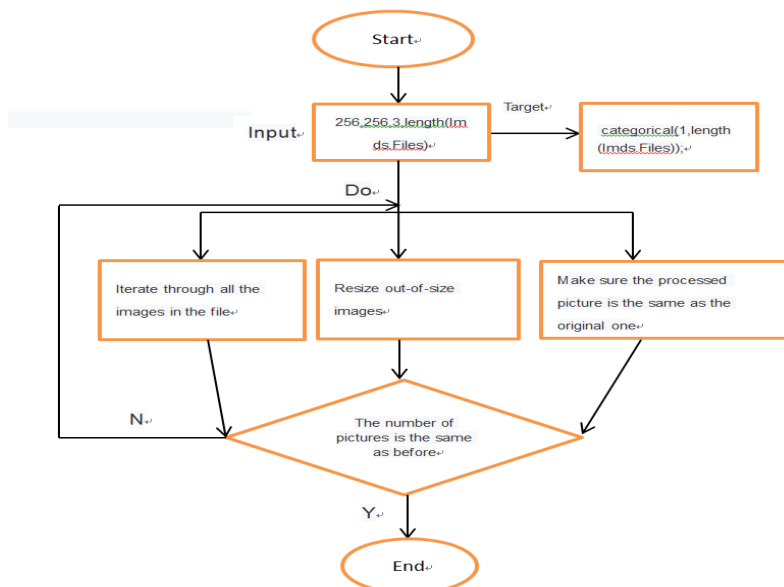 Start
Target
Input
256,256,3,length(Im
ds.Files)
categorical(1,length
(Imds.Files));
Do
Iterate through all the
images in the file
Resize out-of-size
images
Make sure the processed
picture is the same as the
original one
N
The number of
pictures is the same
as before
Y
End